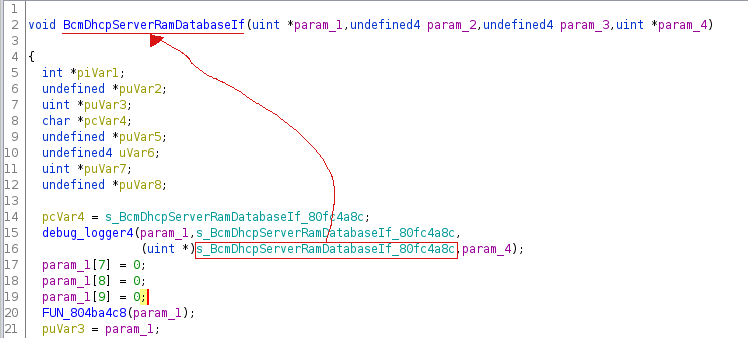 1
2 void BcmDhcpServerRamDatabaseIf(uint *param_1,undefined4 param_2,undefined4 param_3,uint *param_4)
3
4 {
5 int *piVar1;
6 undefined *puVar2;
7 uint *puVar3;
8 char *pcVar4;
9 undefined *puVar5;
10 undefined4 uVar6;
11 uint *puVar7;
12 undefined *puVar8;
13
14 pcVar4 = s_BcmDhcpServerRamDatabaseIf_80fc4a8c;
15 debug_logger4(param_1,s_BcmDhcpServerRamDatabaseIf_80fc4a8c,
16 (uint *)s_BcmDhcpServerRamDatabaseIf_80fc4a8c,param_4);
17 param_1[7] = 0;
18 param_1[8] = 0;
19 param_1[9] = 0;
20 FUN_804ba4c8(param_1);
21 puVar3 = param_1;